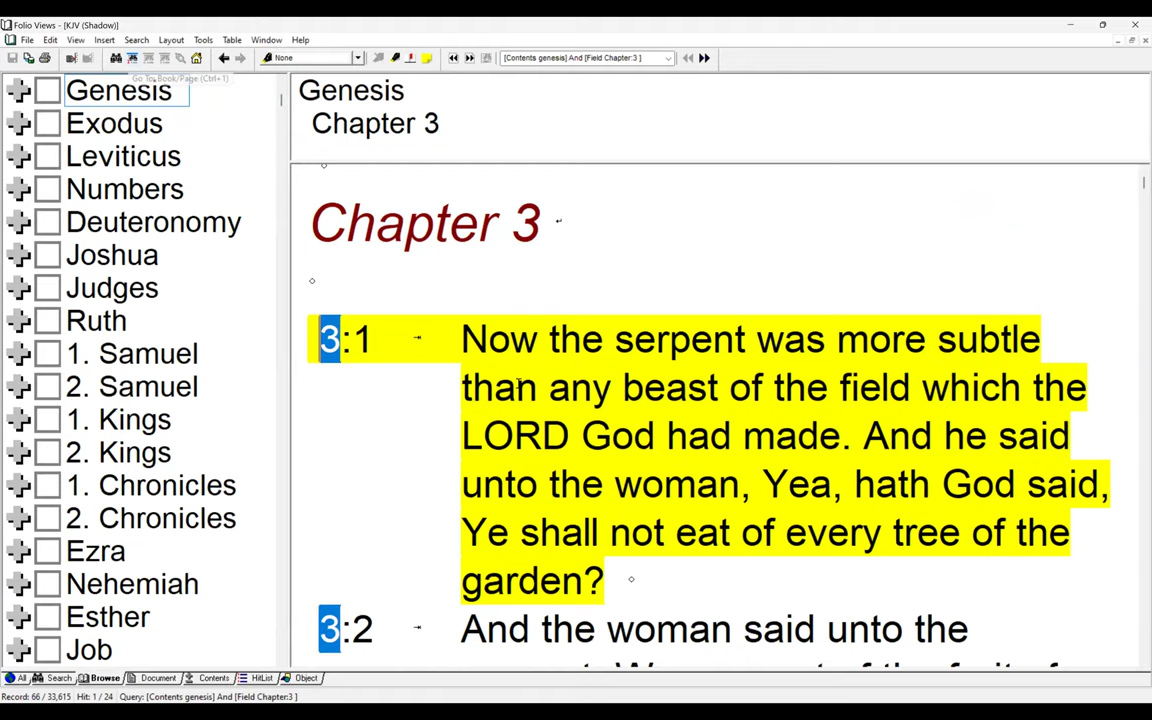 Folio Views - [KJV (Shadow)]
File Edit View Insert Search Layout Tools Table Window Help
None
[Contents genesis] And [Field Chapter:3 ]
Go To: Book/Page (Ctrl+1)
Genesis
Exodus
Leviticus
Numbers
Deuteronomy
Joshua
Judges
Ruth
1. Samuel
2. Samuel
1. Kings
2. Kings
1. Chronicles
2. Chronicles
Ezra
Nehemiah
Esther
Job
Genesis
Chapter 3
Chapter 3
3:1 Now the serpent was more subtle
than any beast of the field which the
LORD God had made. And he said
unto the woman, Yea, hath God said,
Ye shall not eat of every tree of the
garden?
3:2 And the woman said unto the
All Search Browse Document Contents HitList Object
Record: 66 / 33,615 Hit: 1 / 24 Query: [Contents genesis] And [Field Chapter:3 ]